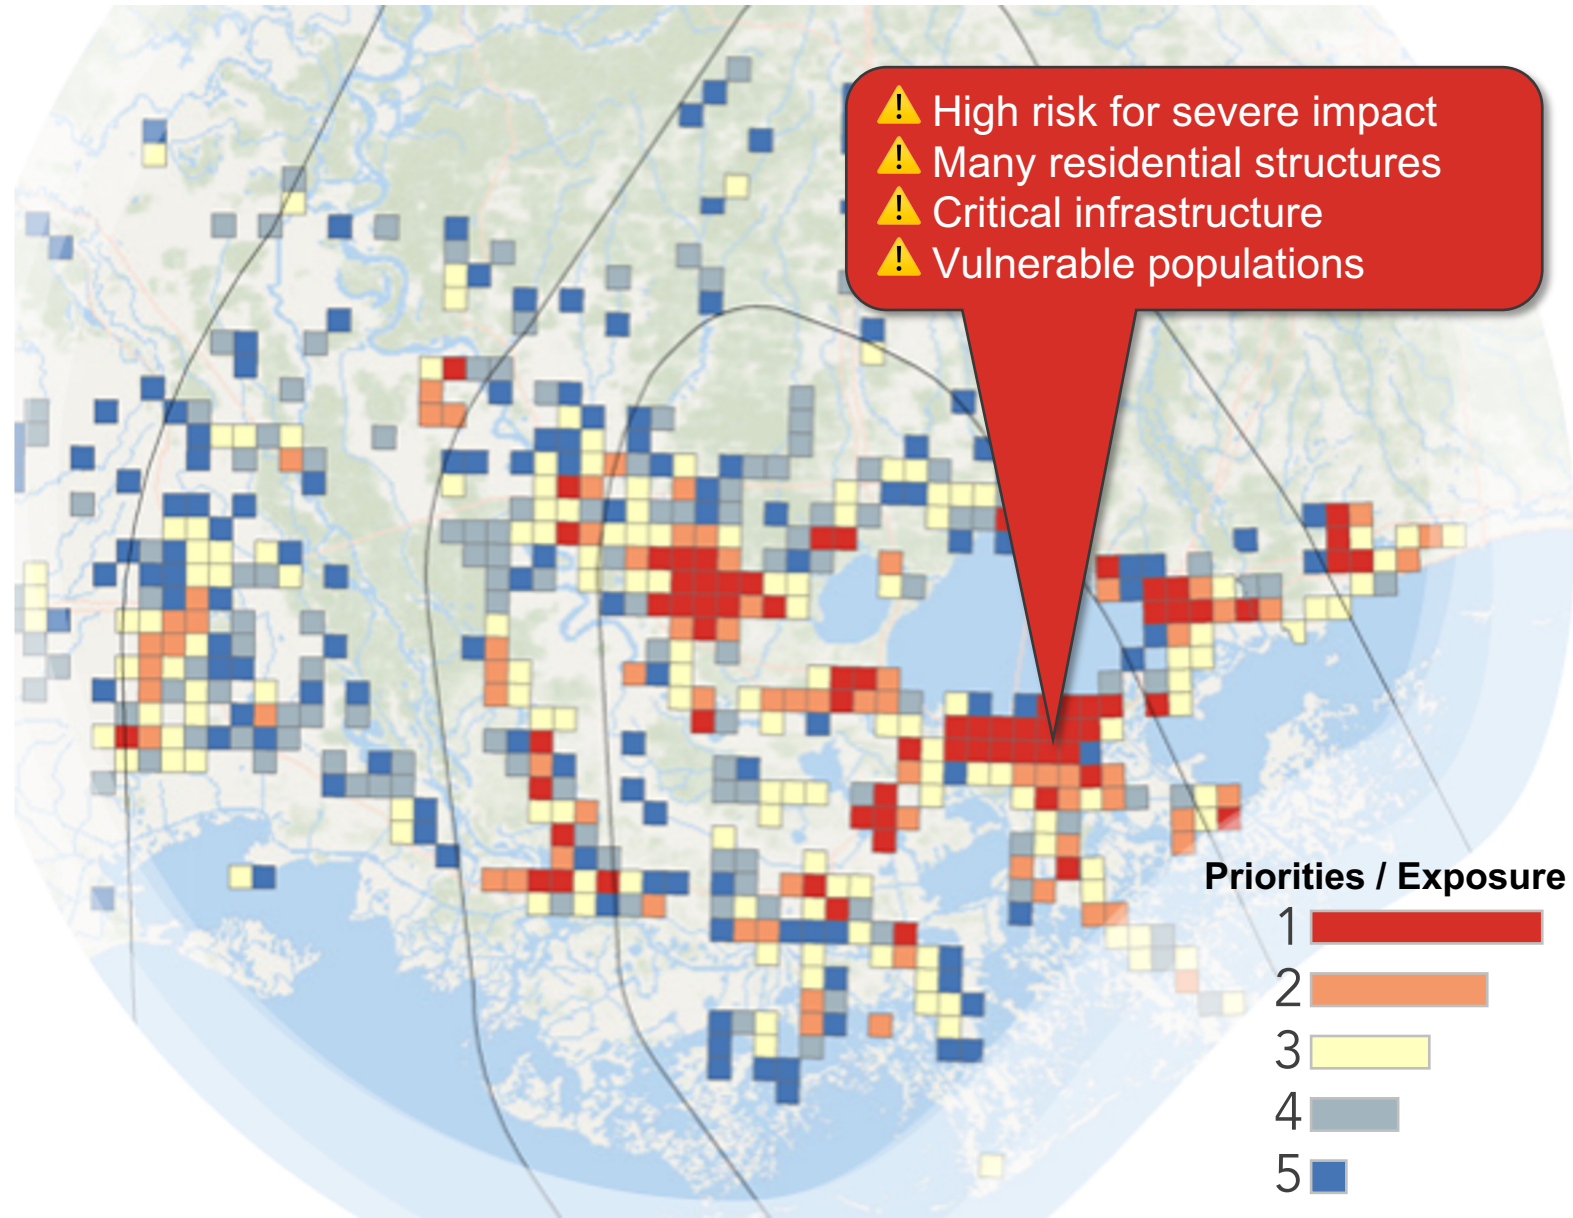 High risk for severe impact
Many residential structures
Critical infrastructure
Vulnerable populations
Priorities / Exposure
1
2
3
4
5